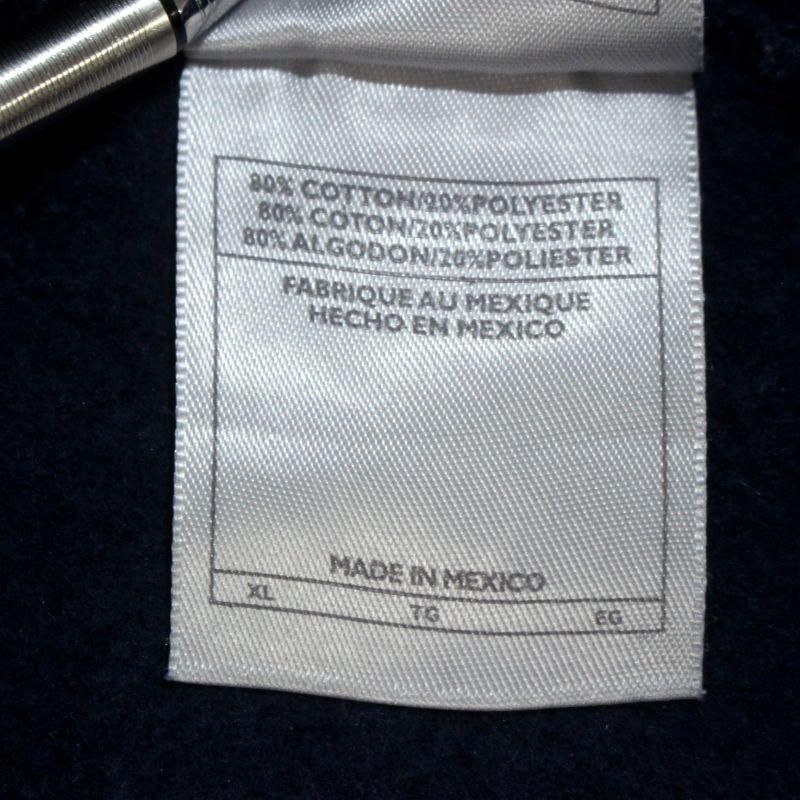 80% COTTON/20%POLYESTER
80% COTON/20%POLYESTER
80% ALGODON/20%POLIESTER
FABRIQUE AU MEXIQUE
HECHO EN MEXICO
MADE IN MEXICO
XL TG EG